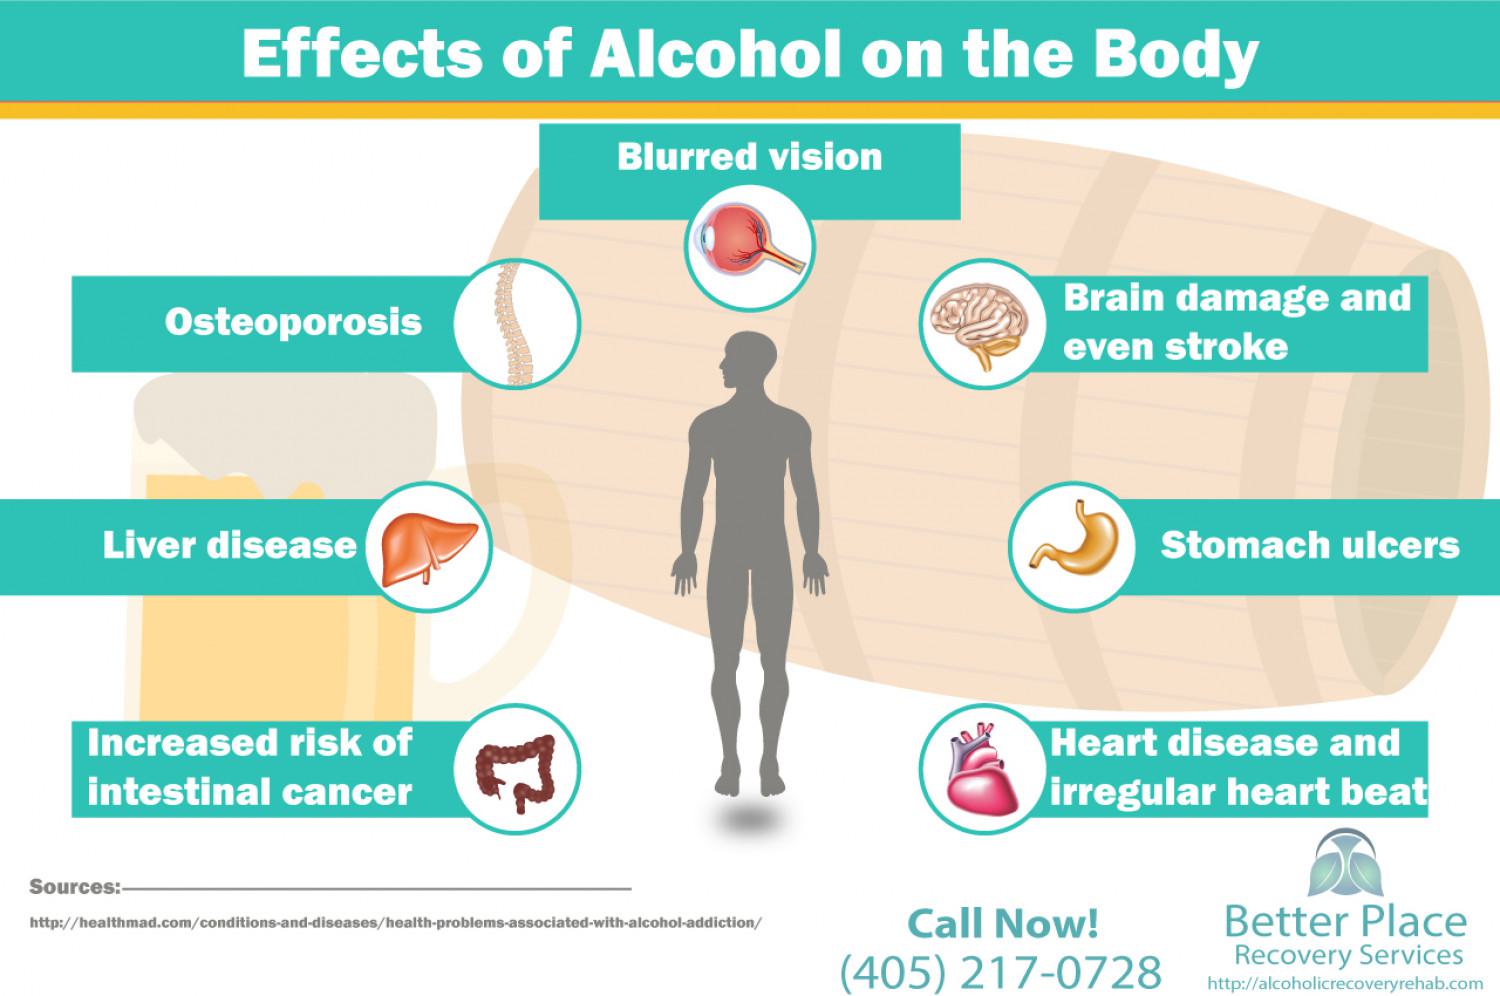 Effects of Alcohol on the Body
Blurred vision
Osteoporosis
Brain damage and
even stroke
Liver disease
Stomach ulcers
Increased risk of
intestinal cancer
Heart disease and
irregular heart beat
Sources:
http://healthmad.com/conditions-and-diseases/health-problems-associated-with-alcohol-addiction/
Call Now!
(405) 217-0728
Better Place
Recovery Services
http://alcoholicrecoveryrehab.com